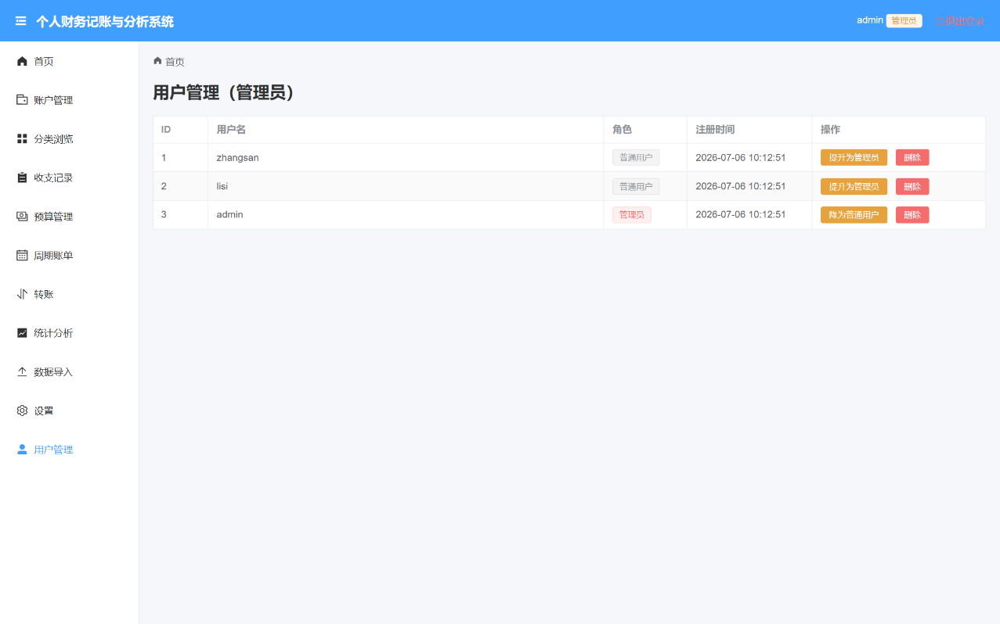 个人财务记账与分析系统
admin 管理员 退出登录
首页
账户管理
分类浏览
收支记录
预算管理
周期账单
转账
统计分析
数据导入
设置
用户管理
首页
用户管理（管理员）
ID 用户名 角色 注册时间 操作
1 zhangsan 普通用户 2026-07-06 10:12:51 提升为管理员 删除
2 lisi 普通用户 2026-07-06 10:12:51 提升为管理员 删除
3 admin 管理员 2026-07-06 10:12:51 降为普通用户 删除